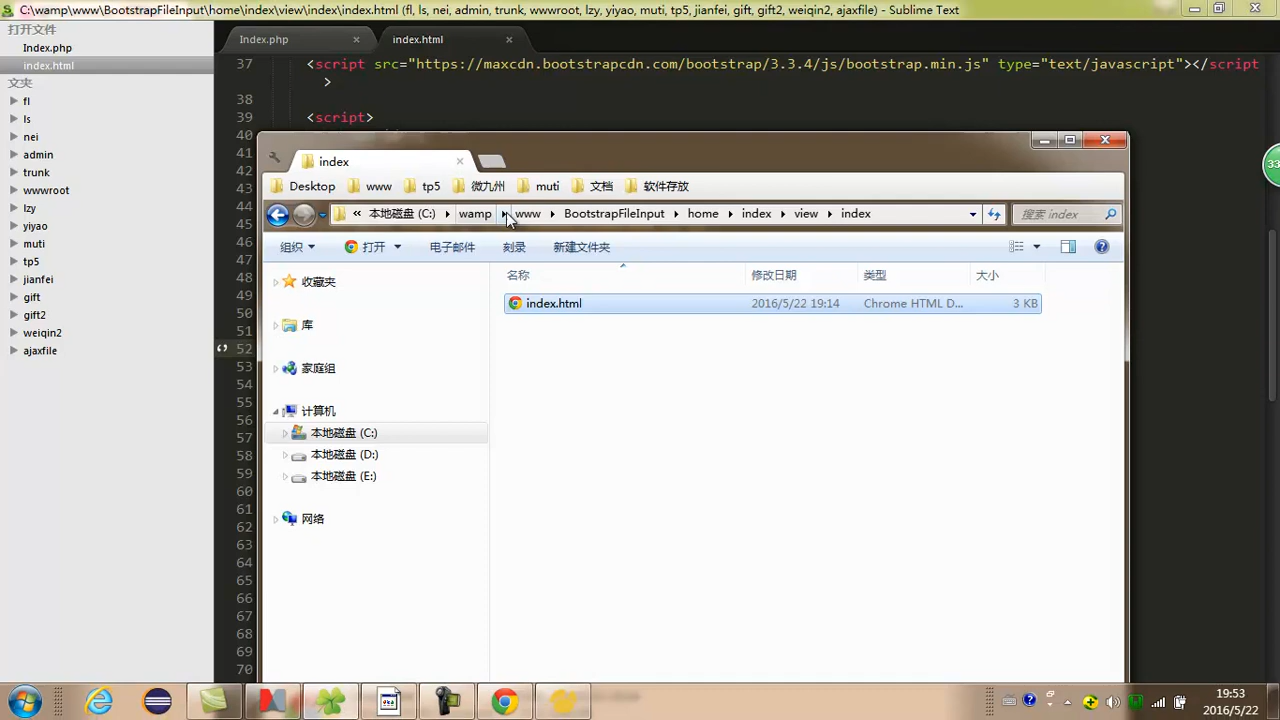 C:\wamp\www\BootstrapFileInput\home\index\view\index\index.html (fl, ls, nei, admin, trunk, wwwroot, lzy, yiyao, muti, tp5, jianfei, gift, gift2, weiqin2, ajaxfile) - Sublime Text
打开文件
Index.php
index.html
文夹
fl
ls
nei
admin
trunk
wwwroot
lzy
yiyao
muti
tp5
jianfei
gift
gift2
weiqin2
ajaxfile
Index.php
index.html
37 <script src="https://maxcdn.bootstrapcdn.com/bootstrap/3.3.4/js/bootstrap.min.js" type="text/javascript"></script
>
38
39 <script>
40
41
42
43
44
45
46
47
48
49
50
51
52
53
54
55
56
57
58
59
60
61
62
63
64
65
66
67
68
69
70
index
Desktop www tp5 微九州 muti 文档 软件存放
« 本地磁盘 (C:) wamp www BootstrapFileInput home index view index
搜索 index
组织 打开 电子邮件 刻录 新建文件夹
名称 修改日期 类型 大小
index.html 2016/5/22 19:14 Chrome HTML D... 3 KB
收藏夹
库
家庭组
计算机
本地磁盘 (C:)
本地磁盘 (D:)
本地磁盘 (E:)
网络
33
19:53
2016/5/22